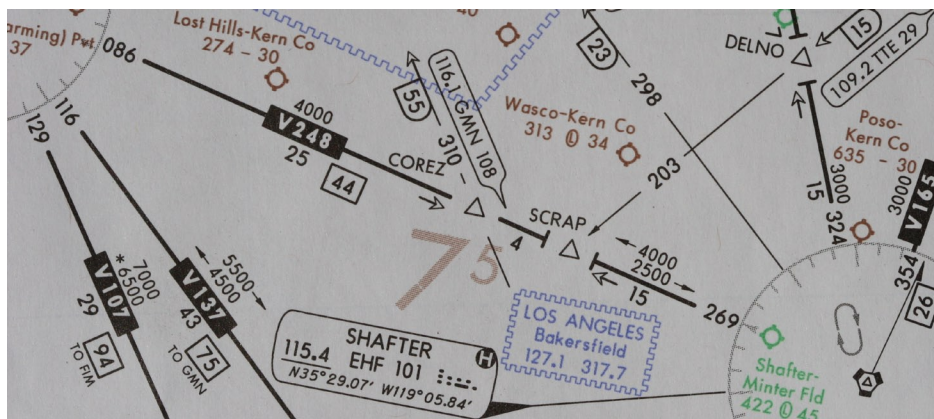 arming) Pvt
37
086
116
129
Lost Hills-Kern Co
274 - 30
4000
V248
25
44
55
310
116.1 GMN 108
COREZ
23
298
Wasco-Kern Co
313 L 34
203
DELNO
15
109.2 TTE 29
Poso-
Kern Co
635 - 30
3000
15
324
3000
V165
354
26
SCRAP
4
4000
2500
15
269
75
*6500
7000
V107
29
94
TO FIM
5500
4500
V137
43
75
TO GMN
SHAFTER
115.4 EHF 101
H
N35°29.07' W119°05.84'
LOS ANGELES
Bakersfield
127.1 317.7
Shafter-
Minter Fld
422 L 45